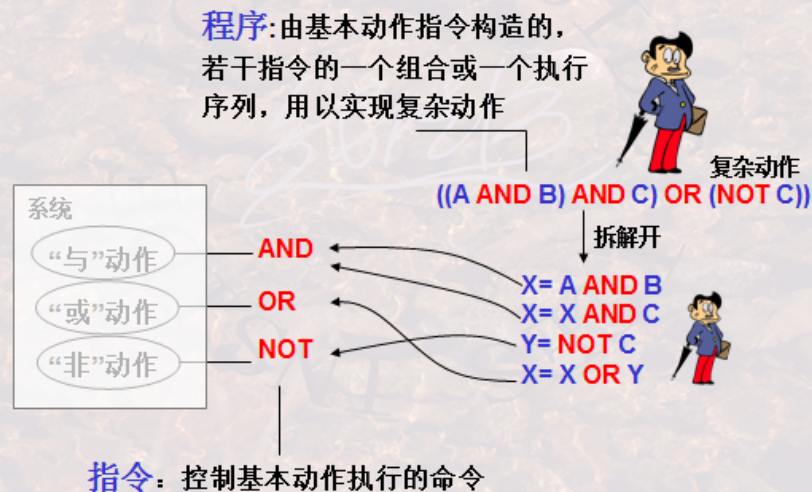 程序:由基本动作指令构造的，
若干指令的一个组合或一个执行
序列，用以实现复杂动作
复杂动作
((A AND B) AND C) OR (NOT C))
拆解开
系统
“与”动作
AND
“或”动作
OR
“非”动作
NOT
X= A AND B
X= X AND C
Y= NOT C
X= X OR Y
指令：控制基本动作执行的命令